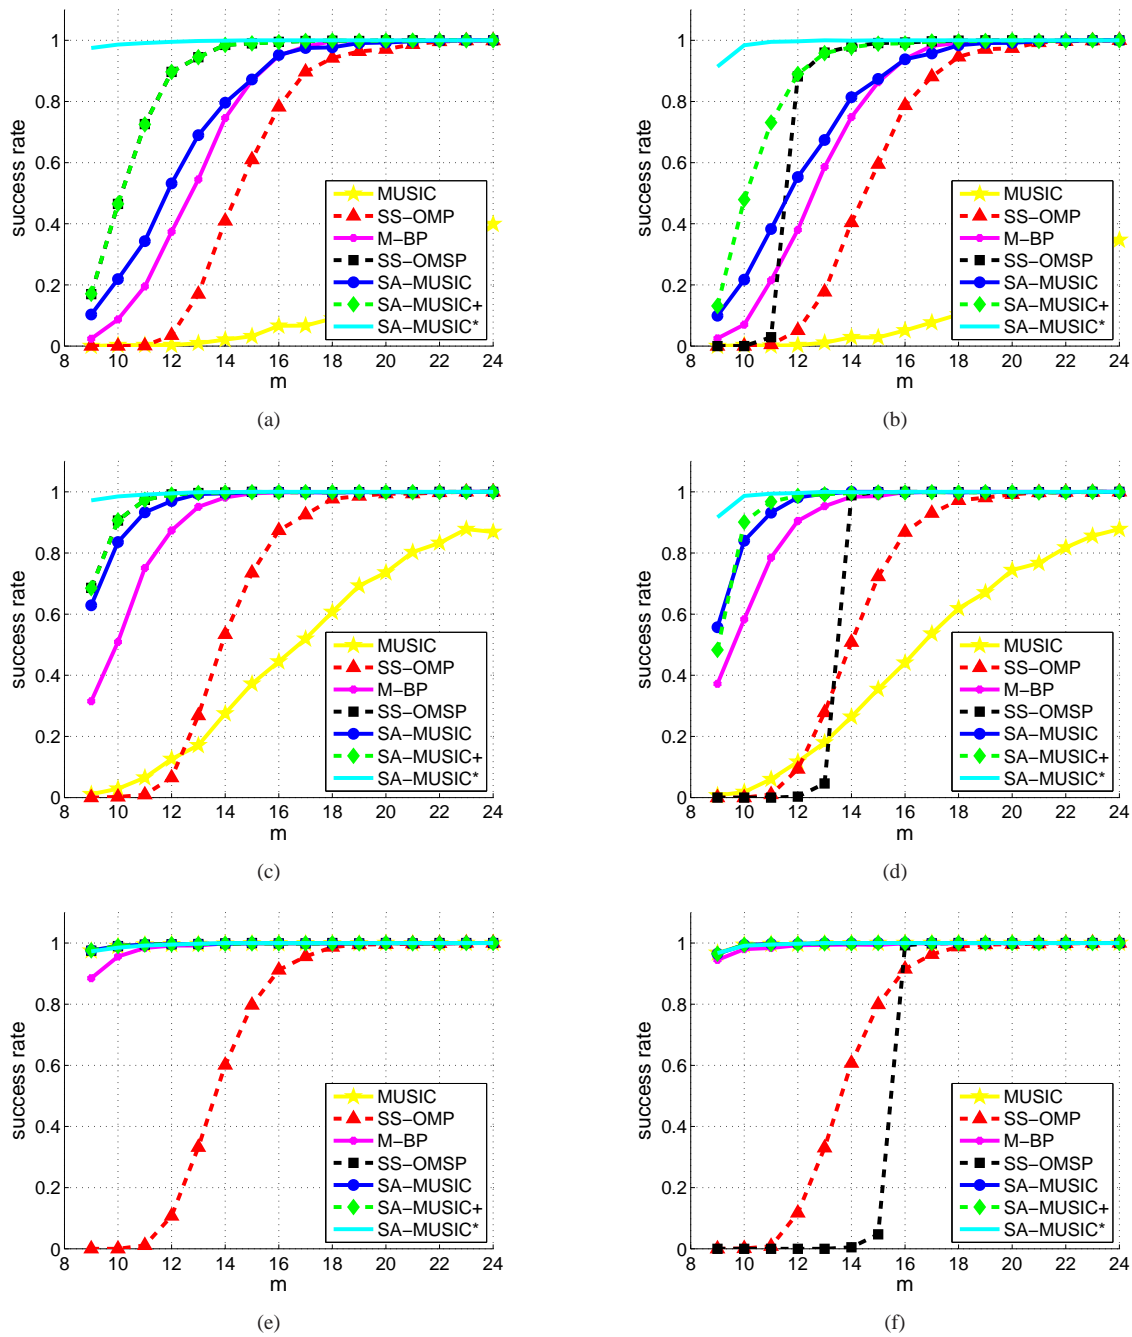 success rate
1
0.8
0.6
0.4
0.2
0
8 10 12 14 16 18 20 22 24
m
MUSIC
SS−OMP
M−BP
SS−OMSP
SA−MUSIC
SA−MUSIC+
SA−MUSIC*
(a)
success rate
1
0.8
0.6
0.4
0.2
0
8 10 12 14 16 18 20 22 24
m
MUSIC
SS−OMP
M−BP
SS−OMSP
SA−MUSIC
SA−MUSIC+
SA−MUSIC*
(b)
success rate
1
0.8
0.6
0.4
0.2
0
8 10 12 14 16 18 20 22 24
m
MUSIC
SS−OMP
M−BP
SS−OMSP
SA−MUSIC
SA−MUSIC+
SA−MUSIC*
(c)
success rate
1
0.8
0.6
0.4
0.2
0
8 10 12 14 16 18 20 22 24
m
MUSIC
SS−OMP
M−BP
SS−OMSP
SA−MUSIC
SA−MUSIC+
SA−MUSIC*
(d)
success rate
1
0.8
0.6
0.4
0.2
0
8 10 12 14 16 18 20 22 24
m
MUSIC
SS−OMP
M−BP
SS−OMSP
SA−MUSIC
SA−MUSIC+
SA−MUSIC*
(e)
success rate
1
0.8
0.6
0.4
0.2
0
8 10 12 14 16 18 20 22 24
m
MUSIC
SS−OMP
M−BP
SS−OMSP
SA−MUSIC
SA−MUSIC+
SA−MUSIC*
(f)